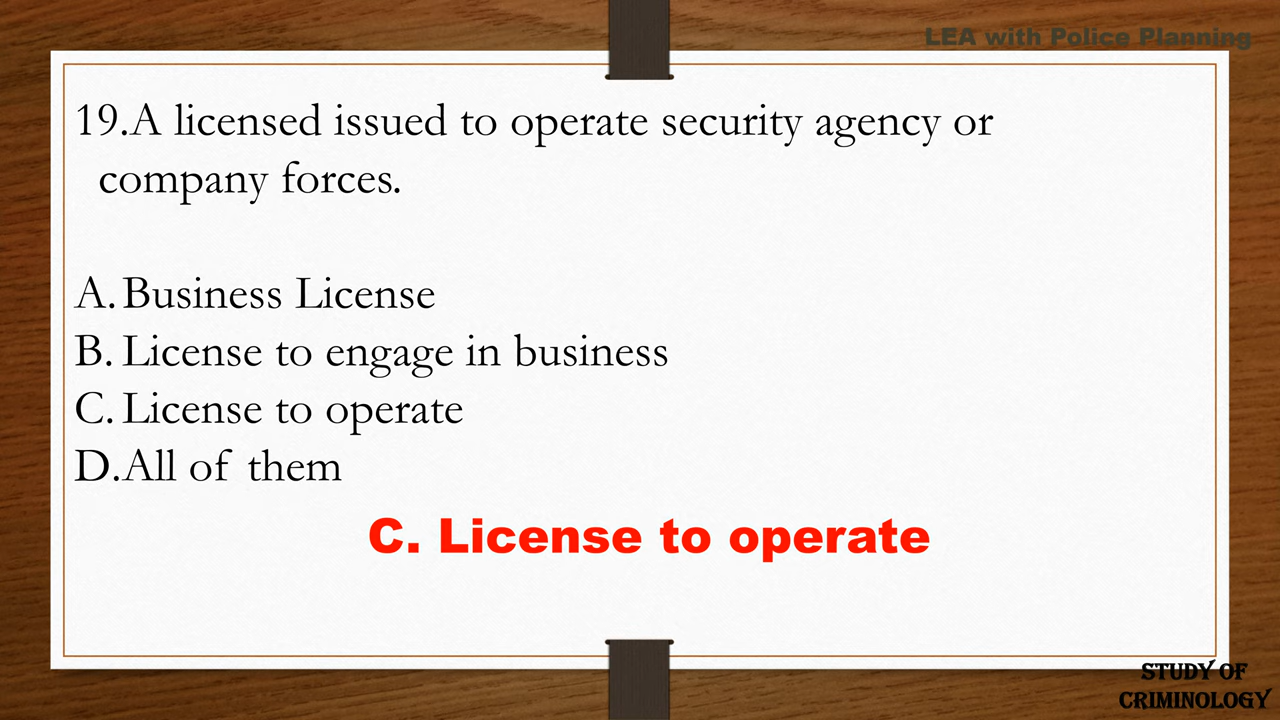 LEA with Police Planning
19.A licensed issued to operate security agency or
company forces.
A. Business License
B. License to engage in business
C. License to operate
D.All of them
C. License to operate
STUDY OF
CRIMINOLOGY